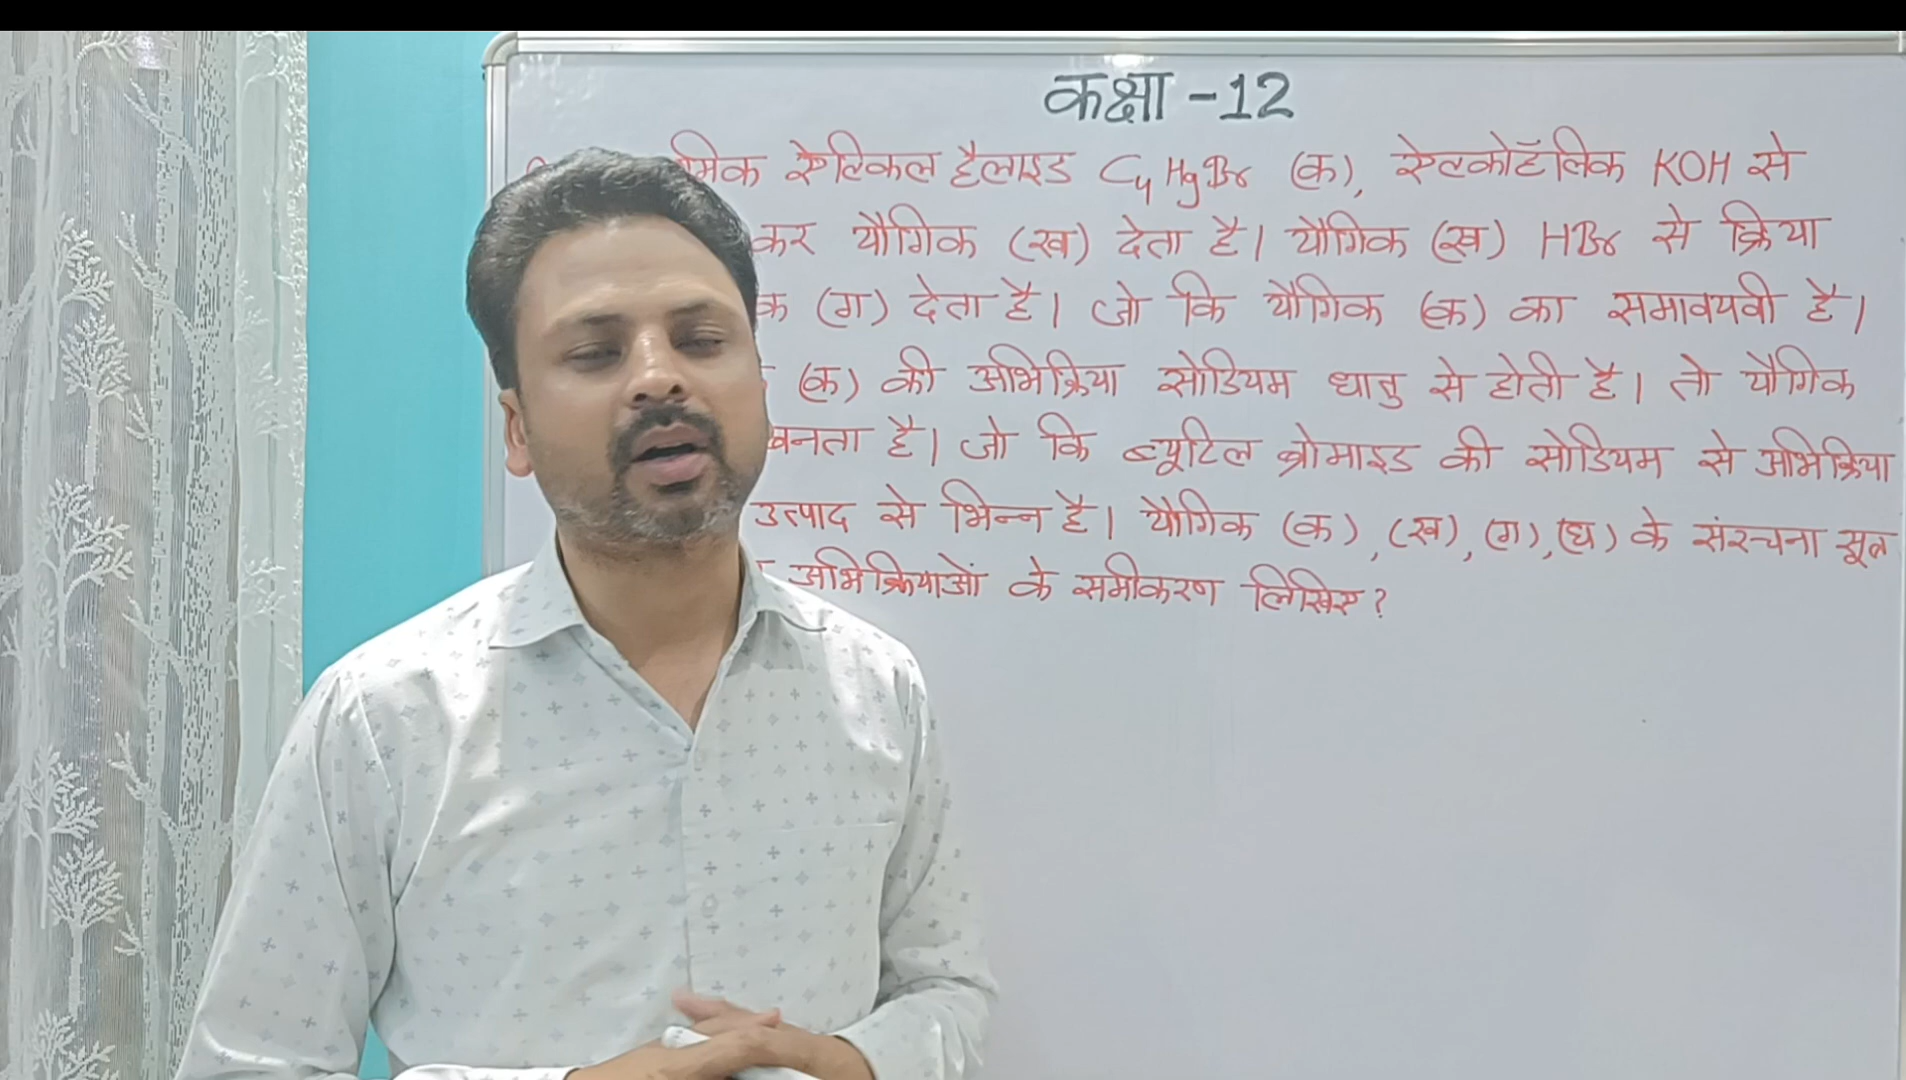 कक्षा -12
ऐल्किल हैलाइड C4H9Br (क), ऐल्कोहॅलिक KOH से
कर यौगिक (ख) देता है। यौगिक (ख) HBr से क्रिया
क (ग) देता है। जो कि यौगिक (क) का समावयवी है।
(क) की अभिक्रिया सोडियम धातु से होती है। तो यौगिक
बनता है। जो कि ब्यूटिल ब्रोमाइड की सोडियम से अभिक्रिया
उत्पाद से भिन्न है। यौगिक (क), (ख), (ग), (घ) के संरचना सूत्र
अभिक्रियाओं के समीकरण लिखिए?